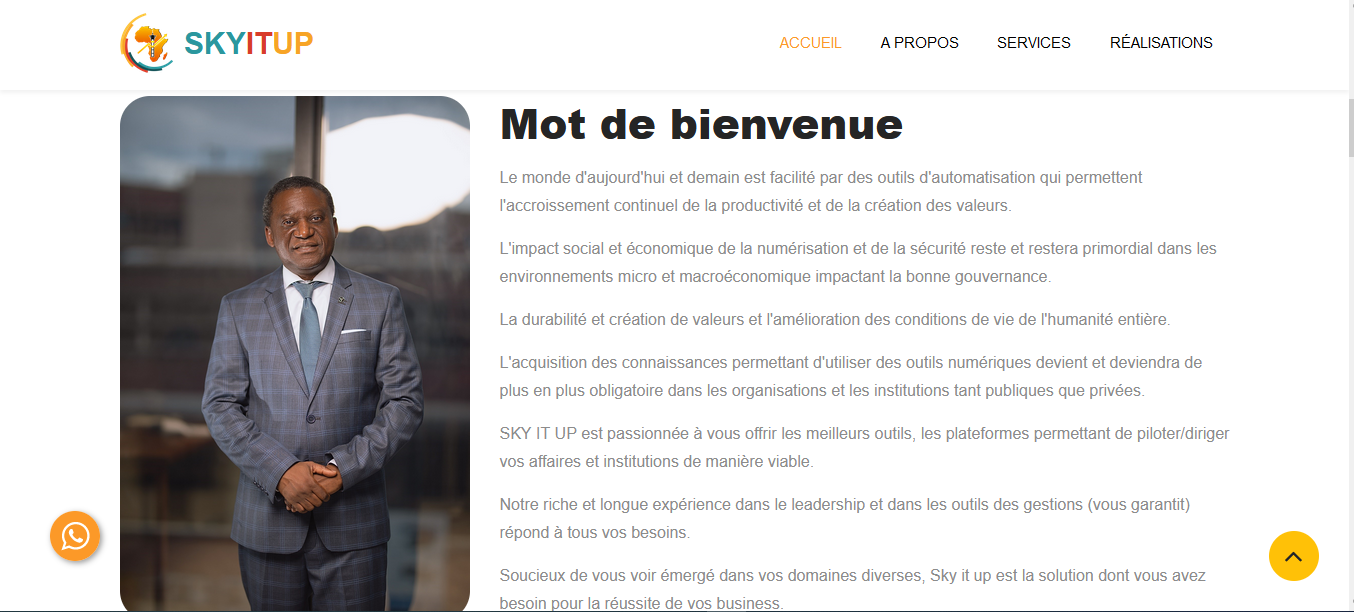 SKYITUP
ACCUEIL A PROPOS SERVICES RÉALISATIONS
Mot de bienvenue
Le monde d'aujourd'hui et demain est facilité par des outils d'automatisation qui permettent
l'accroissement continuel de la productivité et de la création des valeurs.
L'impact social et économique de la numérisation et de la sécurité reste et restera primordial dans les
environnements micro et macroéconomique impactant la bonne gouvernance.
La durabilité et création de valeurs et l'amélioration des conditions de vie de l'humanité entière.
L'acquisition des connaissances permettant d'utiliser des outils numériques devient et deviendra de
plus en plus obligatoire dans les organisations et les institutions tant publiques que privées.
SKY IT UP est passionnée à vous offrir les meilleurs outils, les plateformes permettant de piloter/diriger
vos affaires et institutions de manière viable.
Notre riche et longue expérience dans le leadership et dans les outils des gestions (vous garantit)
répond à tous vos besoins.
Soucieux de vous voir émergé dans vos domaines diverses, Sky it up est la solution dont vous avez
besoin pour la réussite de vos business.